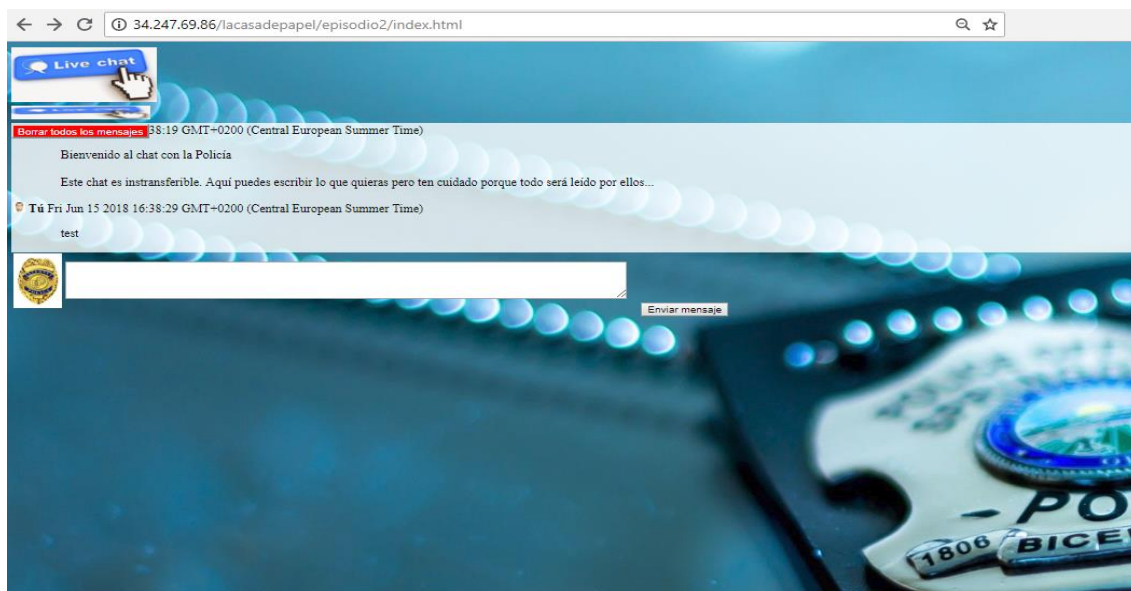 34.247.69.86/lacasadepapel/episodio2/index.html
Live chat
Borrar todos los mensajes 38:19 GMT+0200 (Central European Summer Time)
Bienvenido al chat con la Policía
Este chat es instransferible. Aquí puedes escribir lo que quieras pero ten cuidado porque todo será leído por ellos...
Tú Fri Jun 15 2018 16:38:29 GMT+0200 (Central European Summer Time)
test
Enviar mensaje
PO
1806 BICE